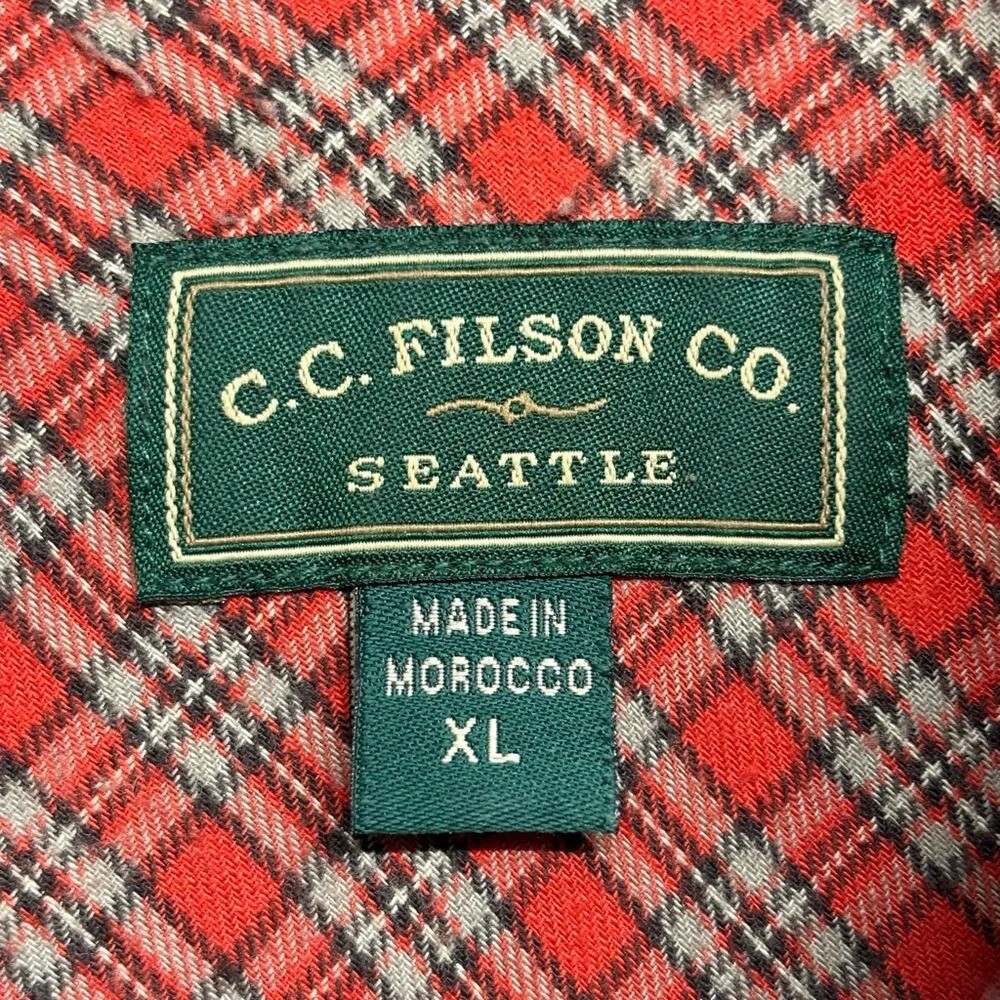 C.C. FILSON CO.
SEATTLE
MADE IN
MOROCCO
XL